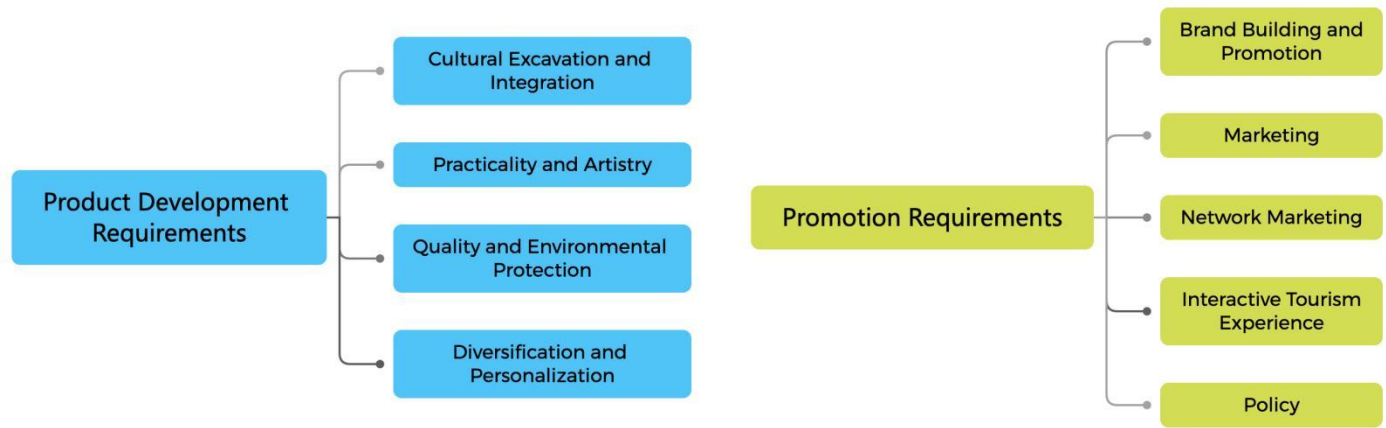 Product Development
Requirements
Cultural Excavation and
Integration
Practicality and Artistry
Quality and Environmental
Protection
Diversification and
Personalization
Promotion Requirements
Brand Building and
Promotion
Marketing
Network Marketing
Interactive Tourism
Experience
Policy